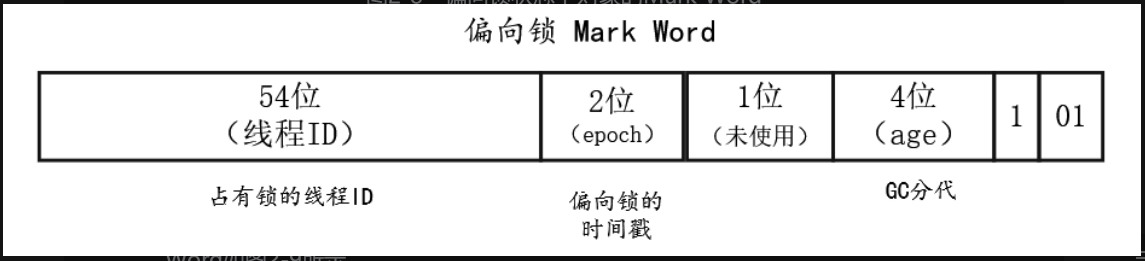 偏向锁 Mark Word
54位
(线程ID)
2位
(epoch)
1位
(未使用)
4位
(age)
1
01
占有锁的线程ID
偏向锁的
时间戳
GC分代